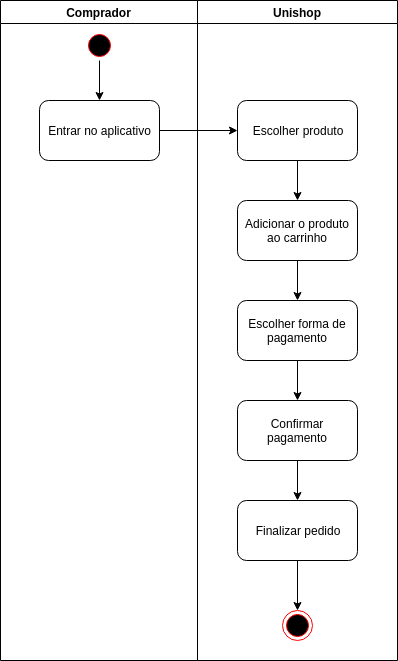 Comprador
Unishop
Entrar no aplicativo
Escolher produto
Adicionar o produto
ao carrinho
Escolher forma de
pagamento
Confirmar
pagamento
Finalizar pedido